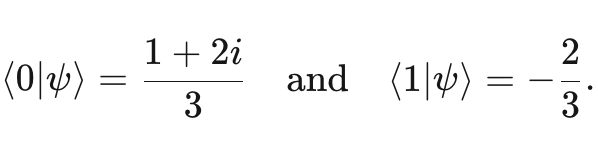 ⟨0|ψ⟩ = (1 + 2i)/3 and ⟨1|ψ⟩ = −2/3.